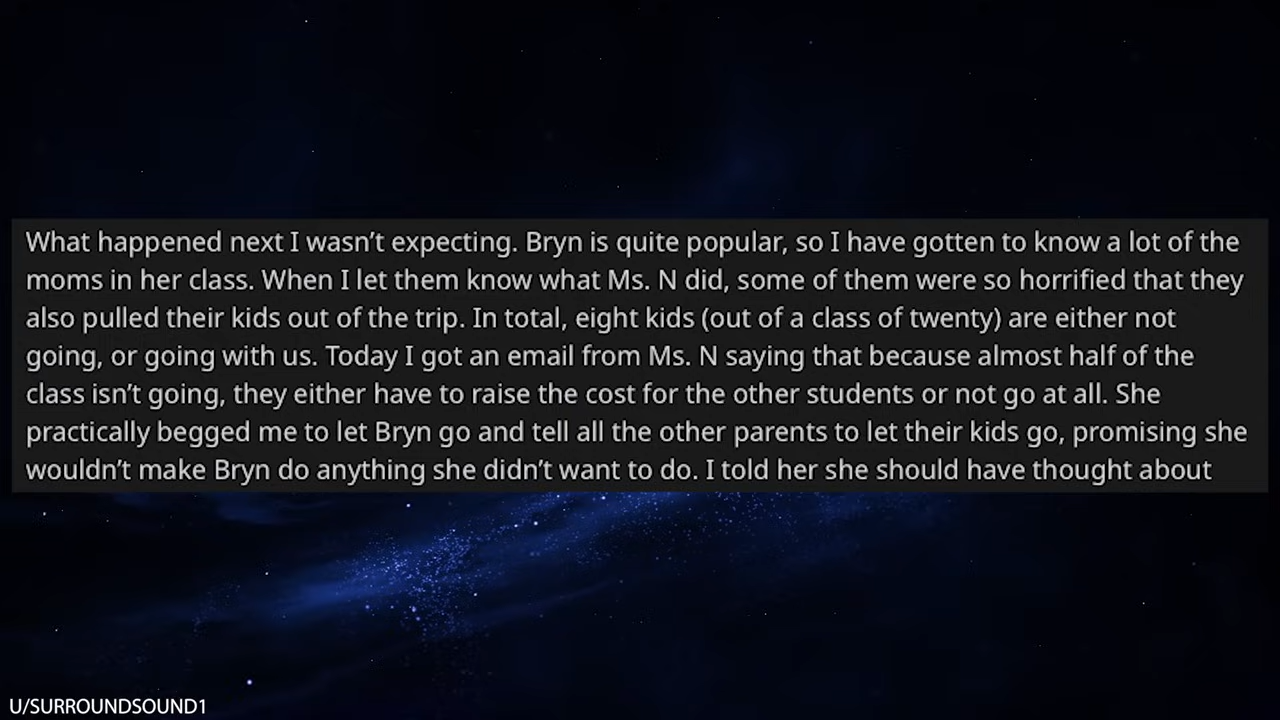 What happened next I wasn’t expecting. Bryn is quite popular, so I have gotten to know a lot of the
moms in her class. When I let them know what Ms. N did, some of them were so horrified that they
also pulled their kids out of the trip. In total, eight kids (out of a class of twenty) are either not
going, or going with us. Today I got an email from Ms. N saying that because almost half of the
class isn’t going, they either have to raise the cost for the other students or not go at all. She
practically begged me to let Bryn go and tell all the other parents to let their kids go, promising she
wouldn’t make Bryn do anything she didn’t want to do. I told her she should have thought about
U/SURROUNDSOUND1